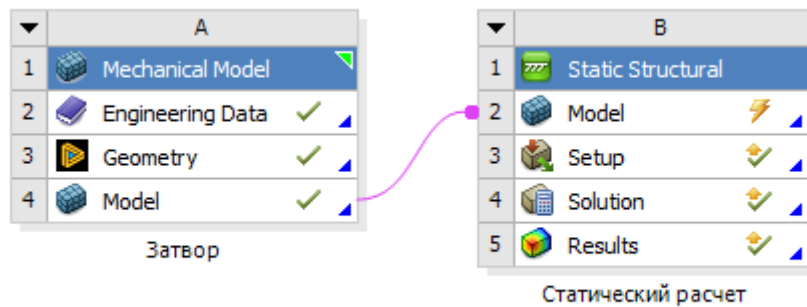 A
1 Mechanical Model
2 Engineering Data
3 Geometry
4 Model
Затвор
B
1 Static Structural
2 Model
3 Setup
4 Solution
5 Results
Статический расчет